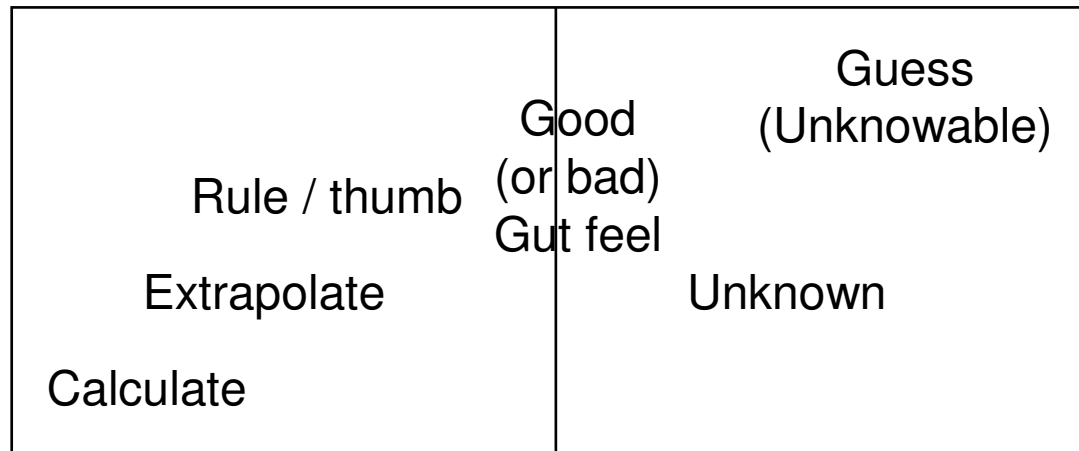 Guess
(Unknowable)
Good
(or bad)
Gut feel
Rule / thumb
Extrapolate
Unknown
Calculate